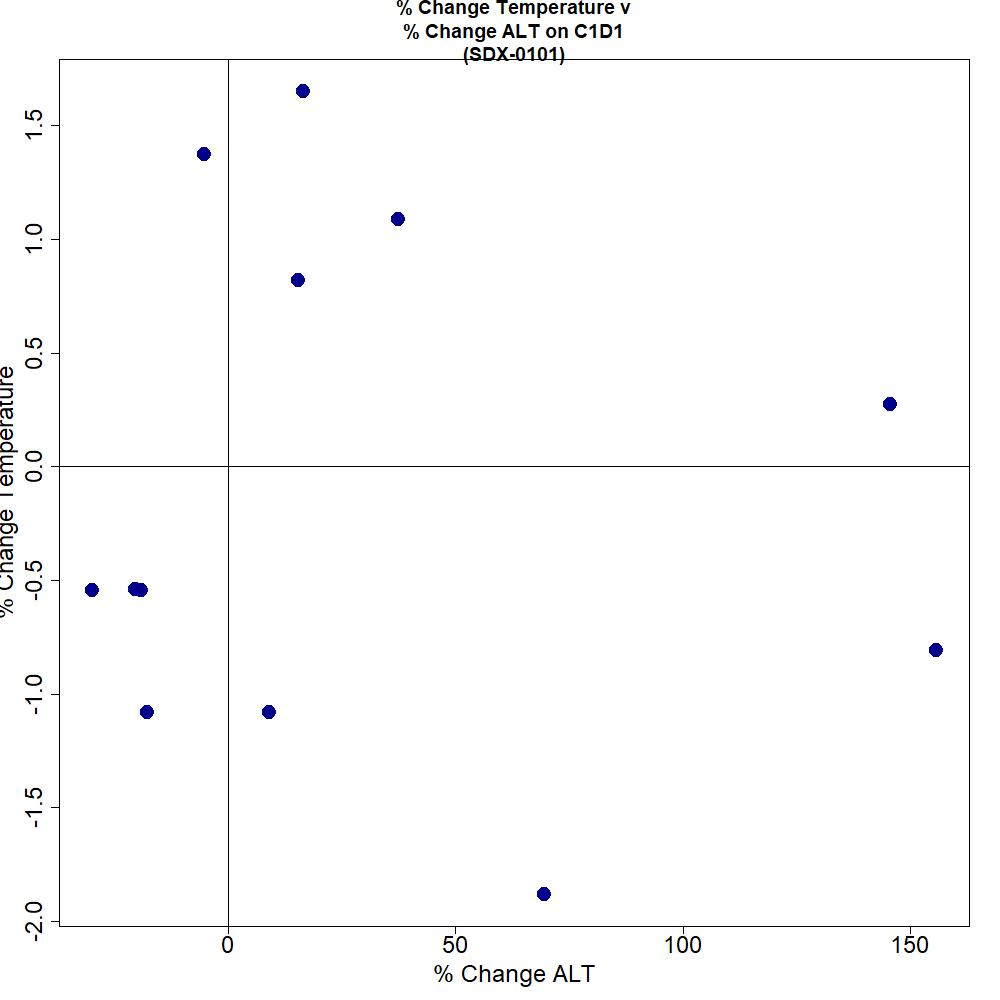 % Change Temperature v
% Change ALT on C1D1
(SDX-0101)
% Change Temperature
1.5
1.0
0.5
0.0
-0.5
-1.0
-1.5
-2.0
0 50 100 150
% Change ALT